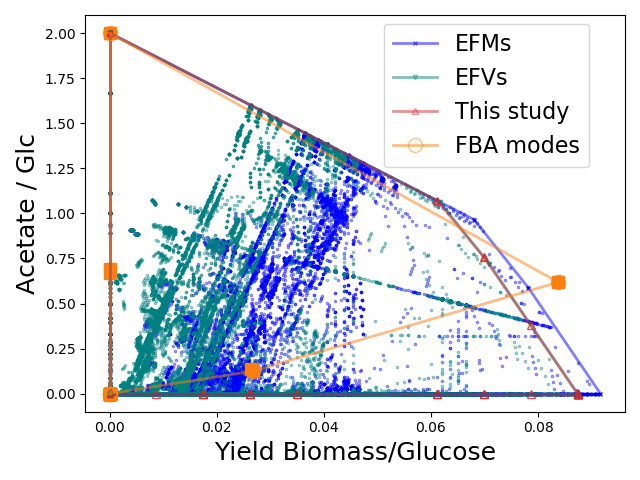 2.00
1.75
1.50
1.25
1.00
0.75
0.50
0.25
0.00
Acetate / Glc
EFMs
EFVs
This study
FBA modes
0.00 0.02 0.04 0.06 0.08
Yield Biomass/Glucose